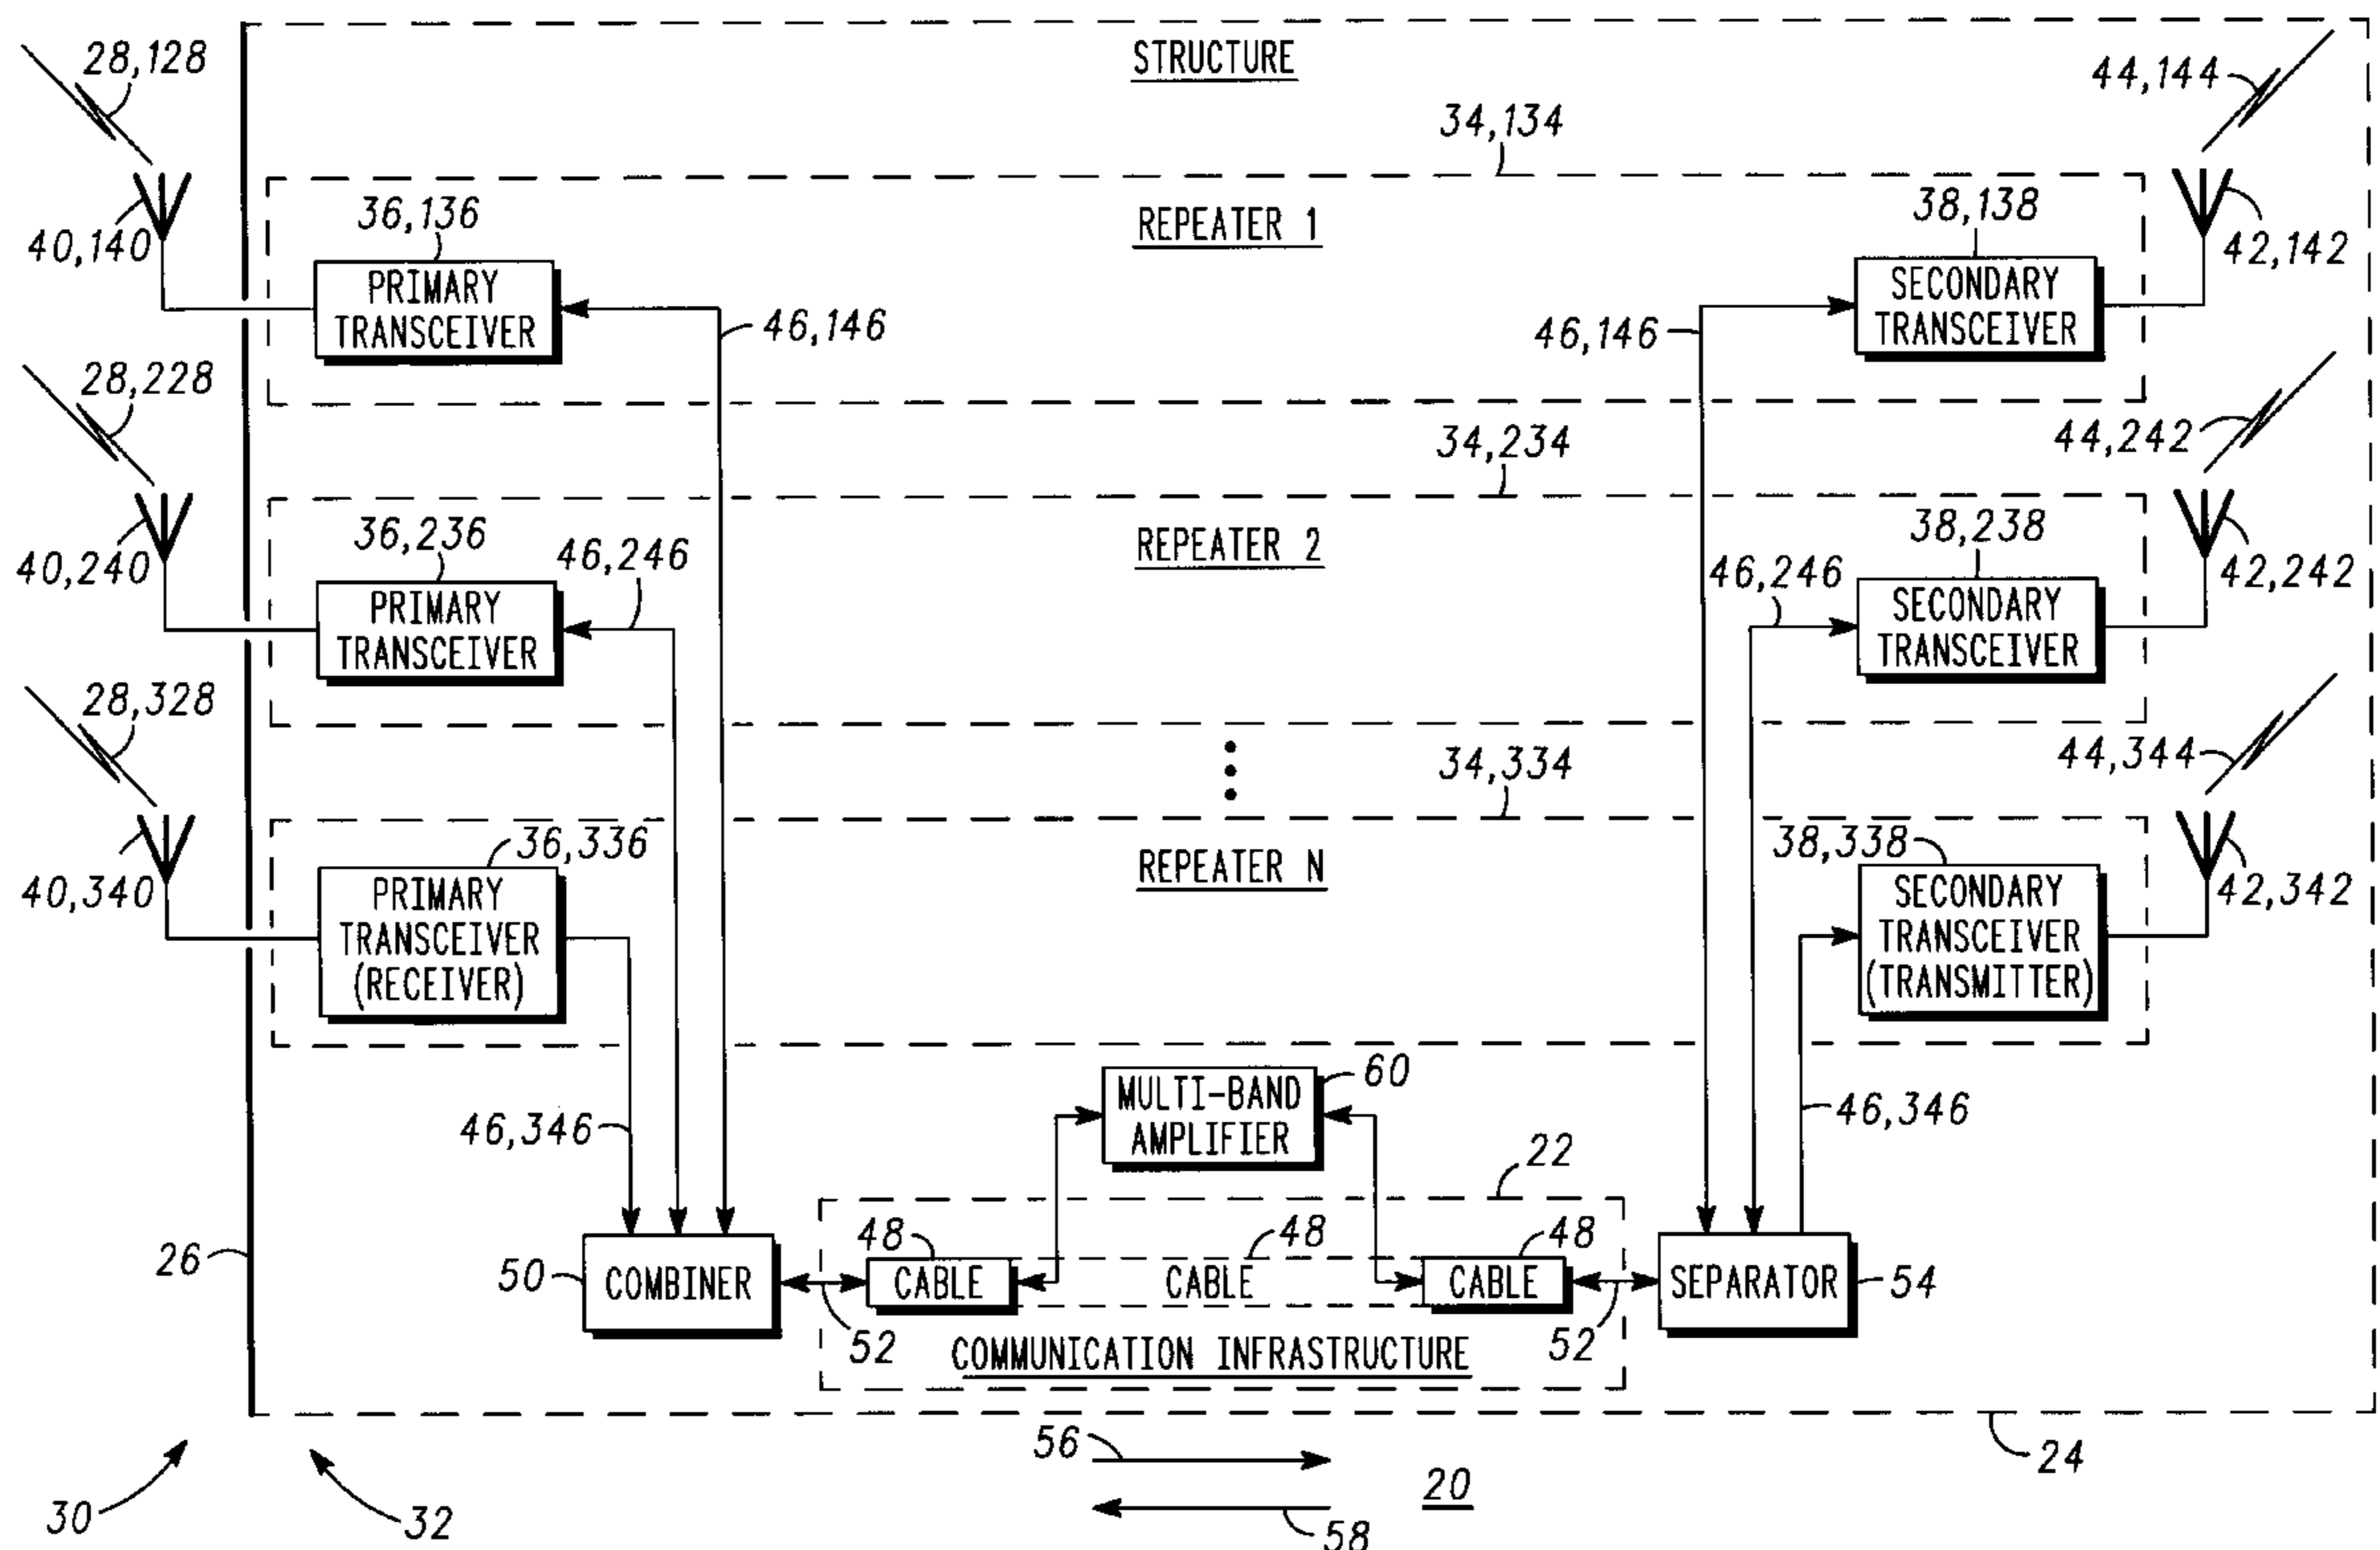 STRUCTURE
28,128
44,144
34,134
36,136
REPEATER 1
38,138
40,140
42,142
PRIMARY
TRANSCEIVER
SECONDARY
TRANSCEIVER
46,146
46,146
28,228
34,234
44,242
36,236
46,246
REPEATER 2
38,238
46,246
40,240
42,242
PRIMARY
TRANSCEIVER
SECONDARY
TRANSCEIVER
28,328
34,334
44,344
36,336
REPEATER N
38,338
40,340
42,342
PRIMARY
TRANSCEIVER
(RECEIVER)
SECONDARY
TRANSCEIVER
(TRANSMITTER)
60
MULTI-BAND
AMPLIFIER
46,346
46,346
22
26
50
COMBINER
48
CABLE
48
CABLE
48
CABLE
SEPARATOR
54
52
52
COMMUNICATION INFRASTRUCTURE
56
20
24
30
32
58